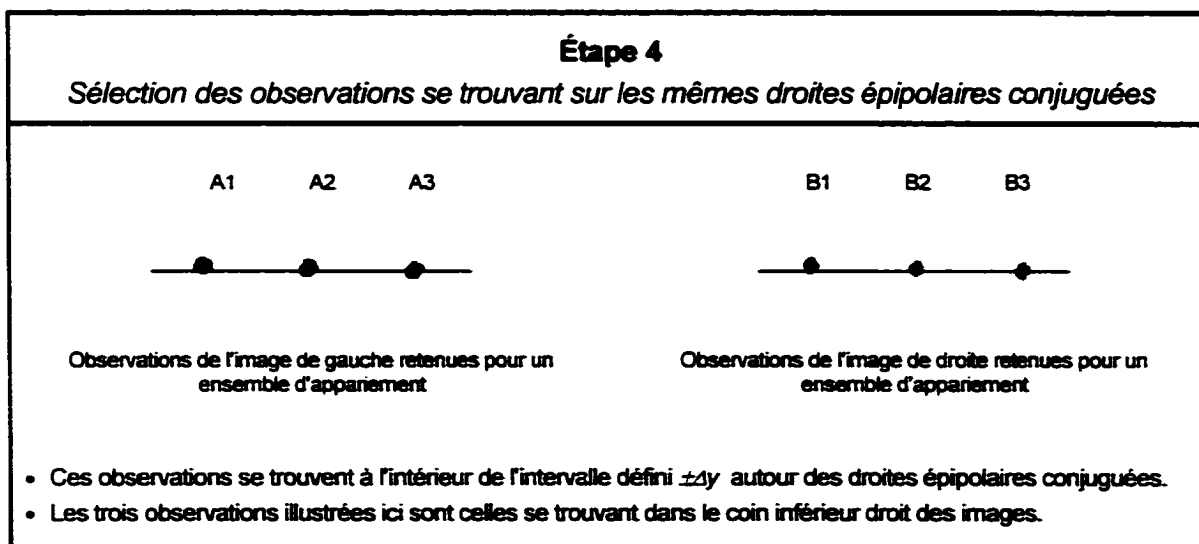 Étape 4
Sélection des observations se trouvant sur les mêmes droites épipolaires conjuguées
A1 A2 A3
B1 B2 B3
Observations de l'image de gauche retenues pour un
ensemble d'appariement
Observations de l'image de droite retenues pour un
ensemble d'appariement
• Ces observations se trouvent à l'intérieur de l'intervalle défini ±Δy autour des droites épipolaires conjuguées.
• Les trois observations illustrées ici sont celles se trouvant dans le coin inférieur droit des images.